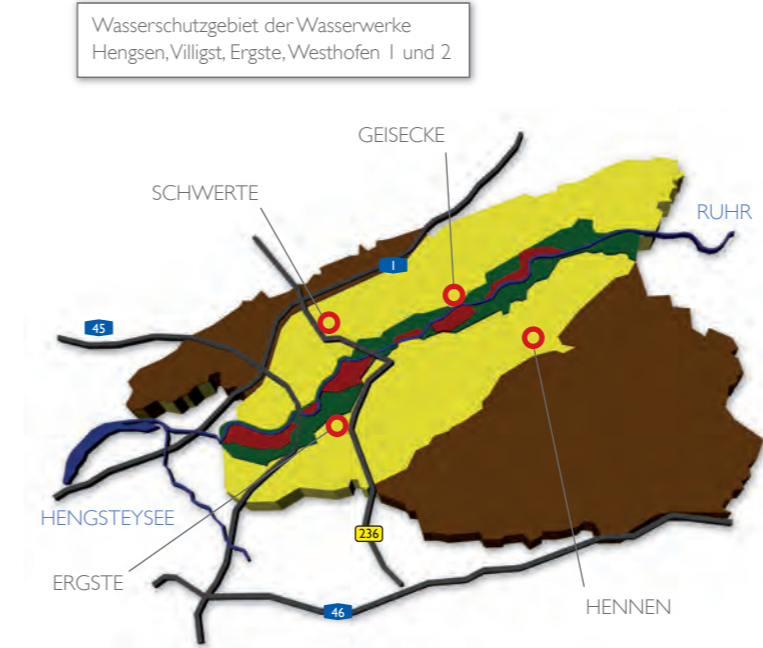 Wasserschutzgebiet der Wasserwerke
Hengsen, Villigst, Ergste, Westhofen 1 und 2
GEISECKE
SCHWERTE
RUHR
1
45
HENGSTEYSEE
236
ERGSTE
HENNEN
46